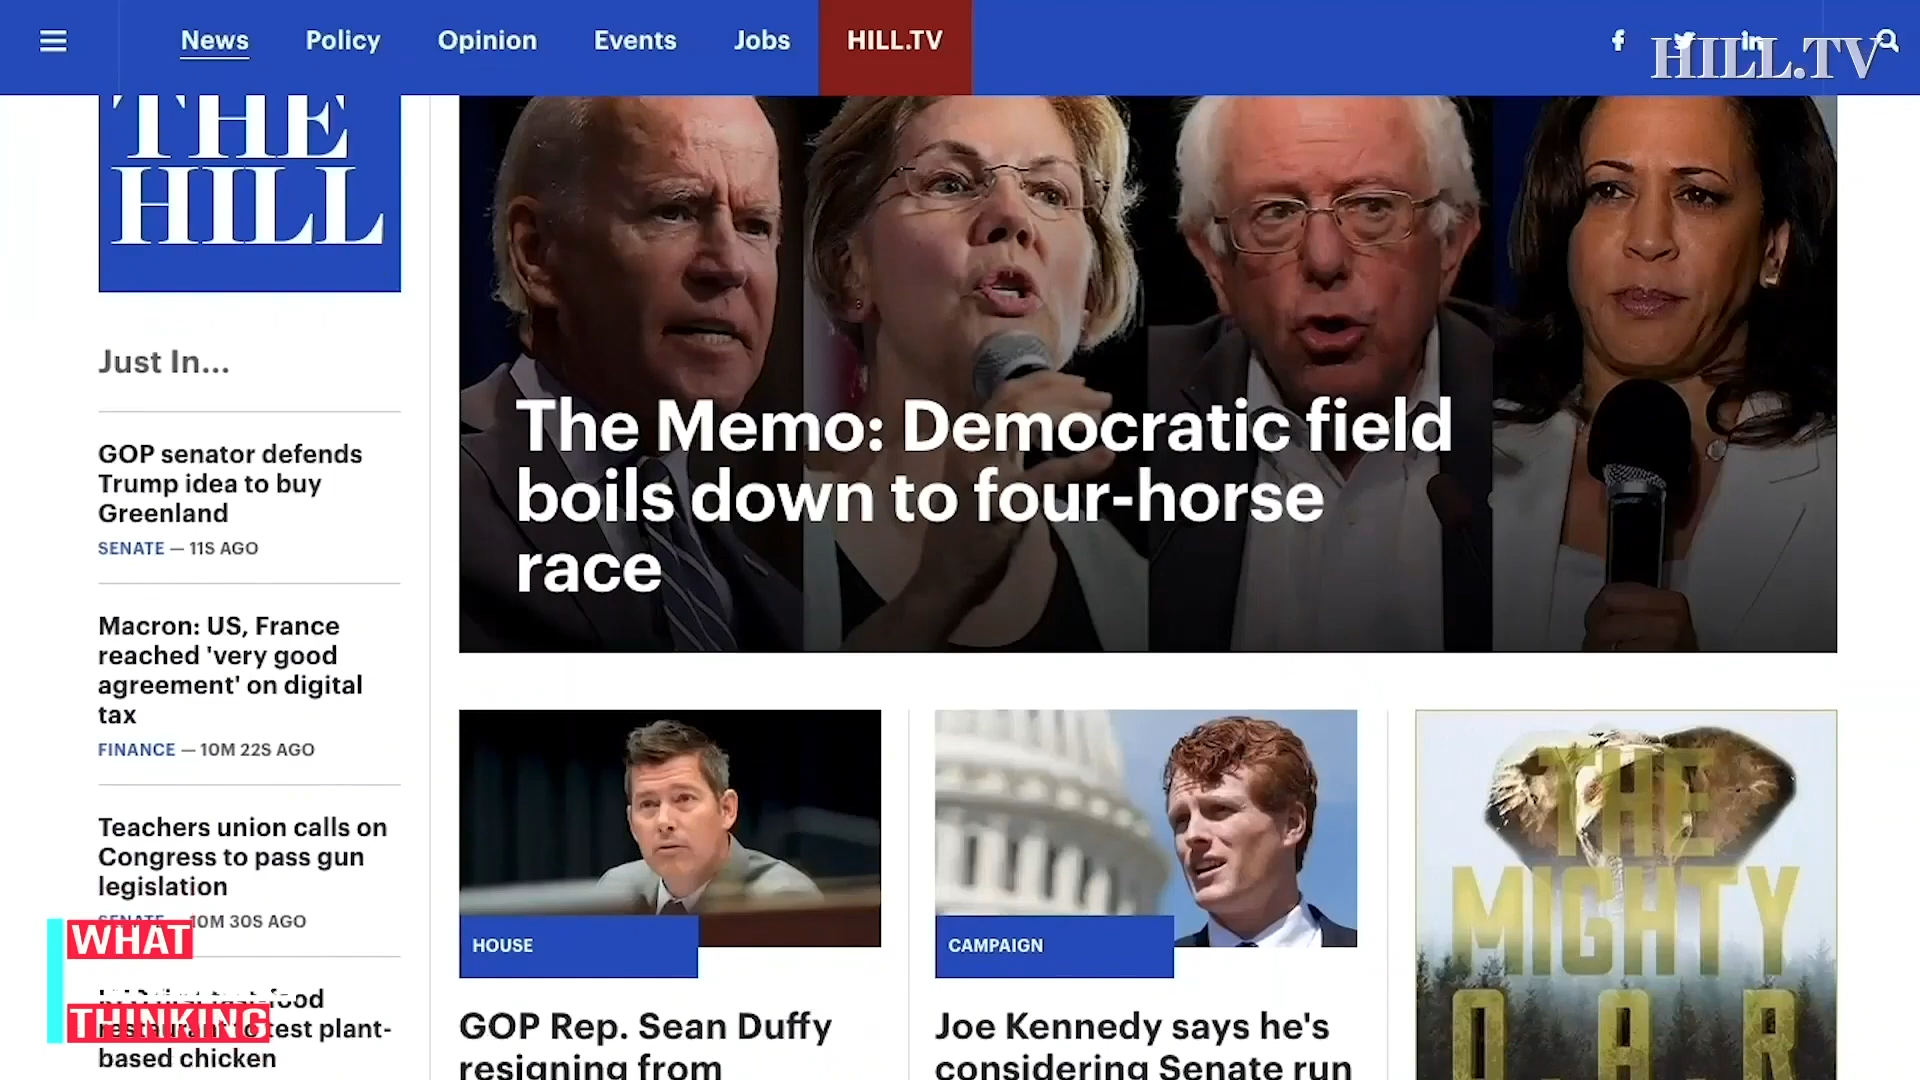 News
Policy
Opinion
Events
Jobs
HILL.TV
HILL.TV
THE
HILL
Just In...
GOP senator defends
Trump idea to buy
Greenland
SENATE — 11S AGO
Macron: US, France
reached 'very good
agreement' on digital
tax
FINANCE — 10M 22S AGO
Teachers union calls on
Congress to pass gun
legislation
SENATE — 10M 30S AGO
WHAT
THINKING
test plant-
based chicken
The Memo: Democratic field
boils down to four-horse
race
HOUSE
GOP Rep. Sean Duffy
resigning from
CAMPAIGN
Joe Kennedy says he's
considering Senate run
THE
MIGHTY
O.A.R